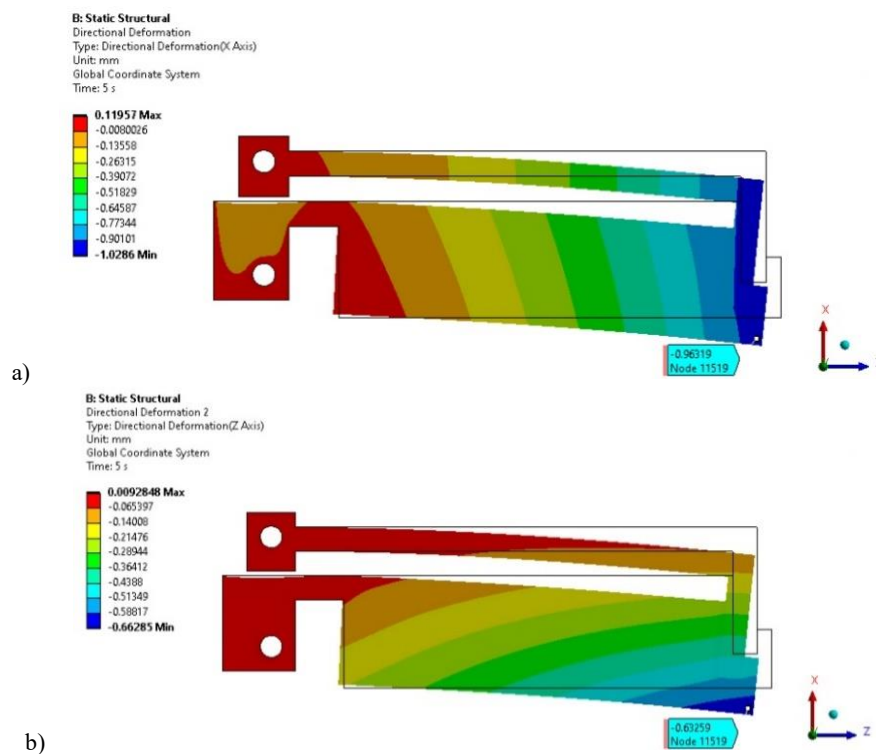 B: Static Structural
Directional Deformation
Type: Directional Deformation(X Axis)
Unit: mm
Global Coordinate System
Time: 5 s
0.11957 Max
-0.0080026
-0.13558
-0.26315
-0.39072
-0.51829
-0.64587
-0.77344
-0.90101
-1.0286 Min
X
-0.96319
Node 11519
a)
B: Static Structural
Directional Deformation 2
Type: Directional Deformation(Z Axis)
Unit: mm
Global Coordinate System
Time: 5 s
0.0092848 Max
-0.065397
-0.14008
-0.21476
-0.28944
-0.36412
-0.4388
-0.51349
-0.58817
-0.66285 Min
X
Z
-0.63259
Node 11519
b)